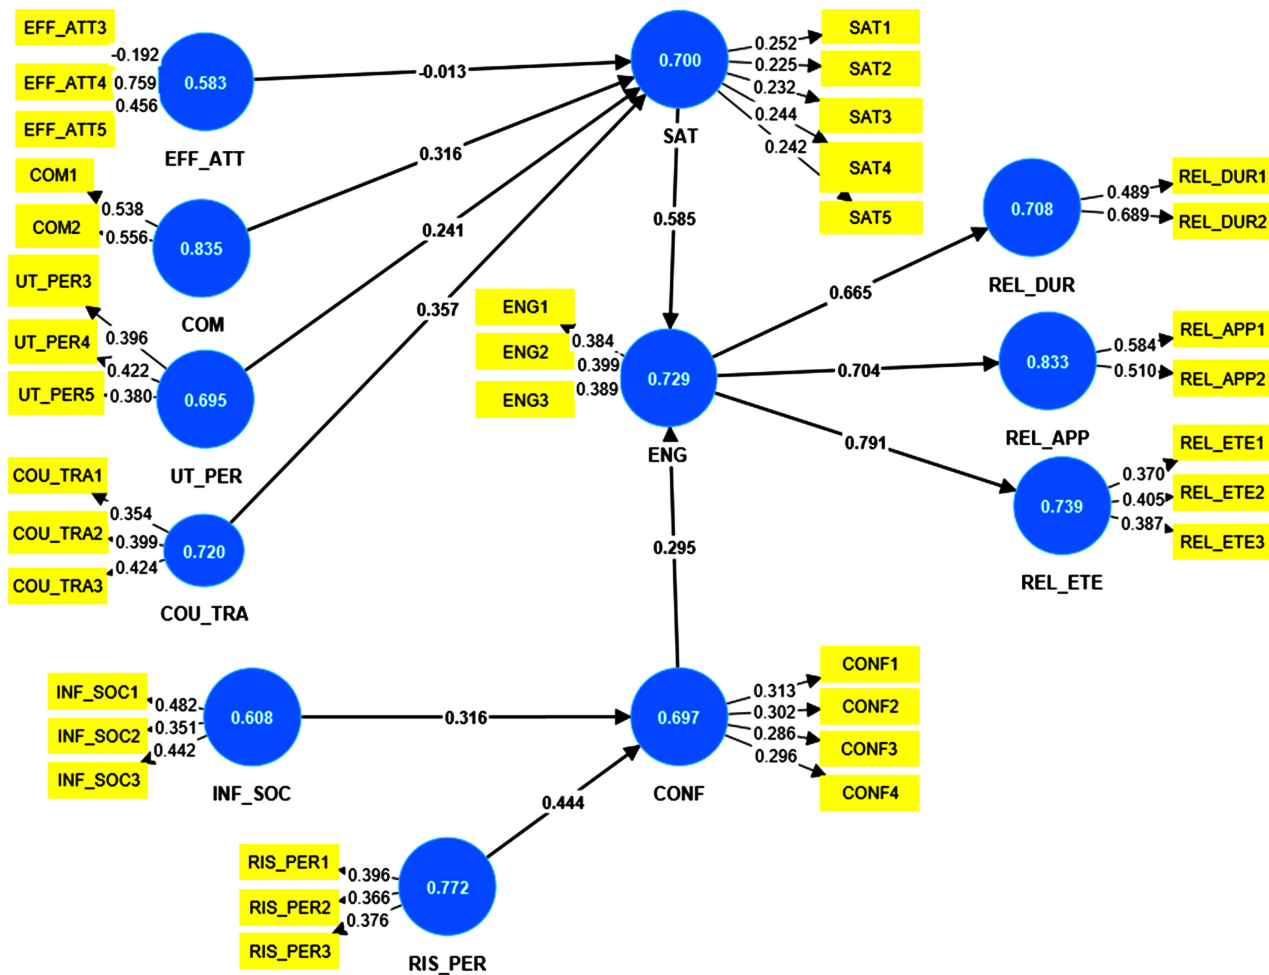 EFF_ATT3
-0.192
EFF_ATT4
0.759
0.456
EFF_ATT5
0.583
EFF_ATT
-0.013
0.700
SAT
0.252
SAT1
0.225
SAT2
0.232
SAT3
0.244
SAT4
0.242
SAT5
COM1
0.538
COM2
0.556
0.835
COM
0.316
UT_PER3
0.396
UT_PER4
0.422
UT_PER5
0.380
0.695
UT_PER
0.241
COU_TRA1
0.354
COU_TRA2
0.399
COU_TRA3
0.424
0.720
COU_TRA
0.357
0.585
ENG1
0.384
ENG2
0.399
ENG3
0.389
0.729
ENG
0.665
0.708
REL_DUR
0.489
REL_DUR1
0.689
REL_DUR2
0.704
0.833
REL_APP
0.584
REL_APP1
0.510
REL_APP2
0.791
0.739
REL_ETE
0.370
REL_ETE1
0.405
REL_ETE2
0.387
REL_ETE3
0.295
INF_SOC1
0.482
INF_SOC2
0.351
INF_SOC3
0.442
0.608
INF_SOC
0.316
0.697
CONF
0.313
CONF1
0.302
CONF2
0.286
CONF3
0.296
CONF4
0.444
RIS_PER1
0.396
RIS_PER2
0.366
RIS_PER3
0.376
0.772
RIS_PER